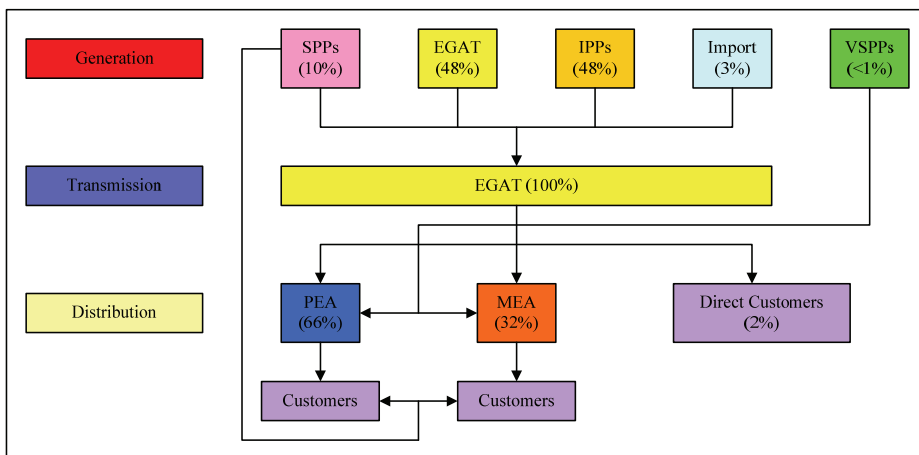 Generation
SPPs
(10%)
EGAT
(48%)
IPPs
(48%)
Import
(3%)
VSPPs
(<1%)
Transmission
EGAT (100%)
Distribution
PEA
(66%)
MEA
(32%)
Direct Customers
(2%)
Customers
Customers